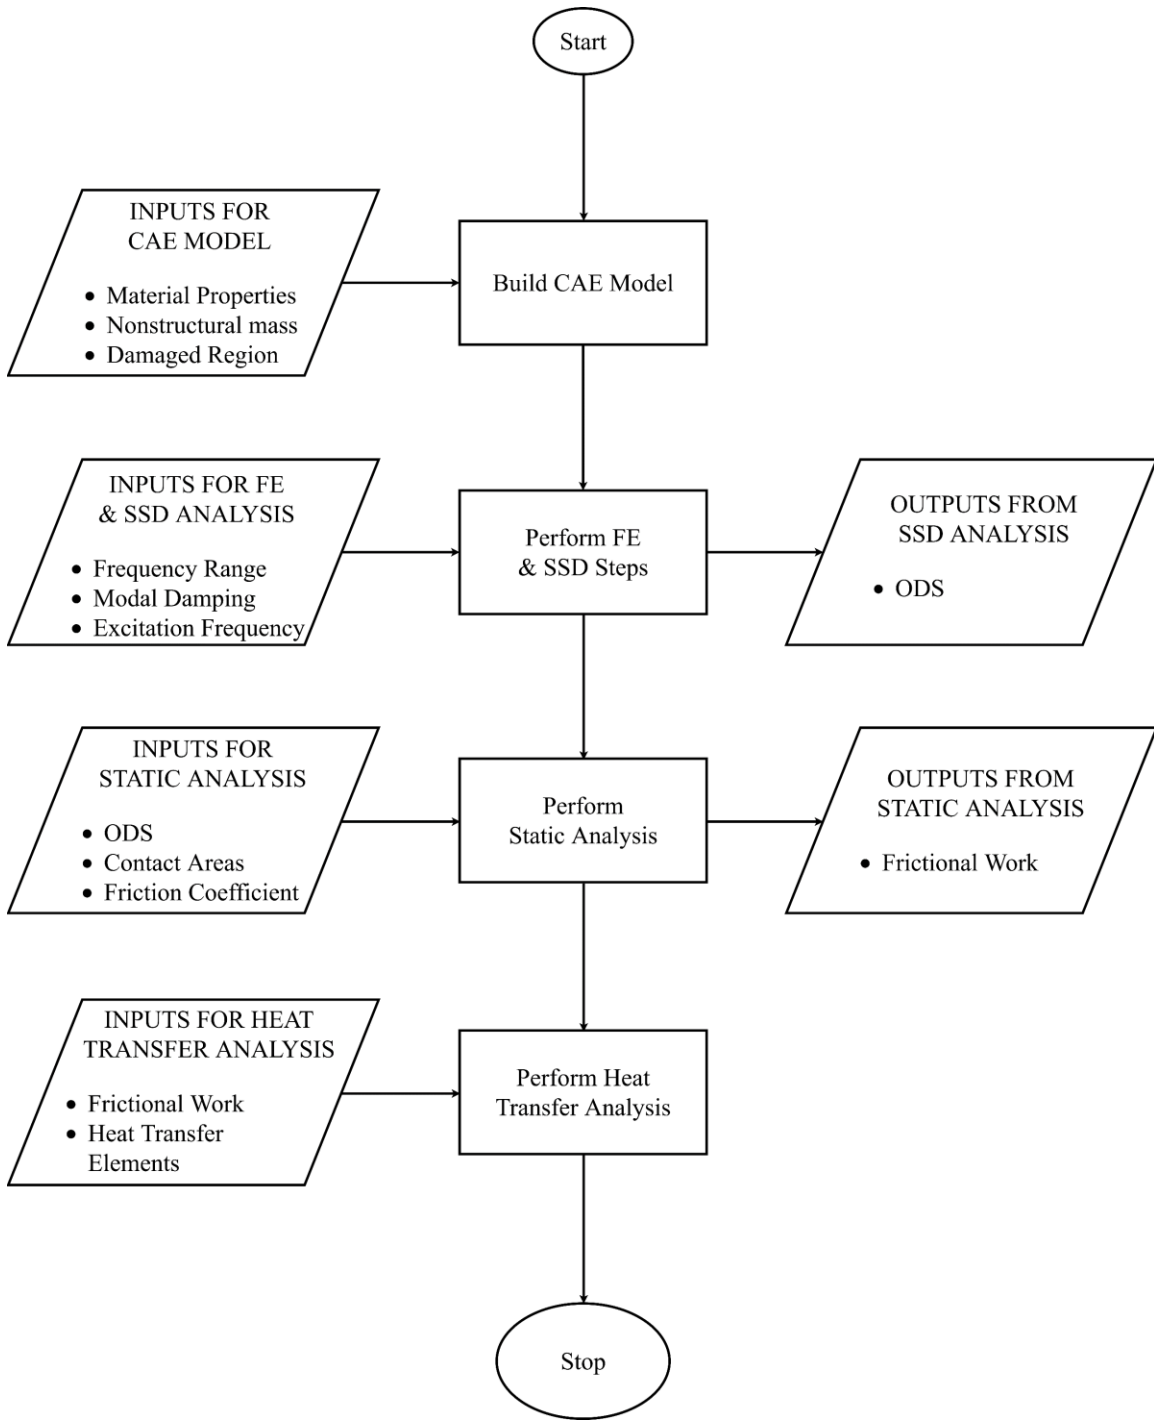 Start
INPUTS FOR
CAE MODEL
• Material Properties
• Nonstructural mass
• Damaged Region
Build CAE Model
INPUTS FOR FE
& SSD ANALYSIS
• Frequency Range
• Modal Damping
• Excitation Frequency
Perform FE
& SSD Steps
OUTPUTS FROM
SSD ANALYSIS
• ODS
INPUTS FOR
STATIC ANALYSIS
• ODS
• Contact Areas
• Friction Coefficient
Perform
Static Analysis
OUTPUTS FROM
STATIC ANALYSIS
• Frictional Work
INPUTS FOR HEAT
TRANSFER ANALYSIS
• Frictional Work
• Heat Transfer
Elements
Perform Heat
Transfer Analysis
Stop